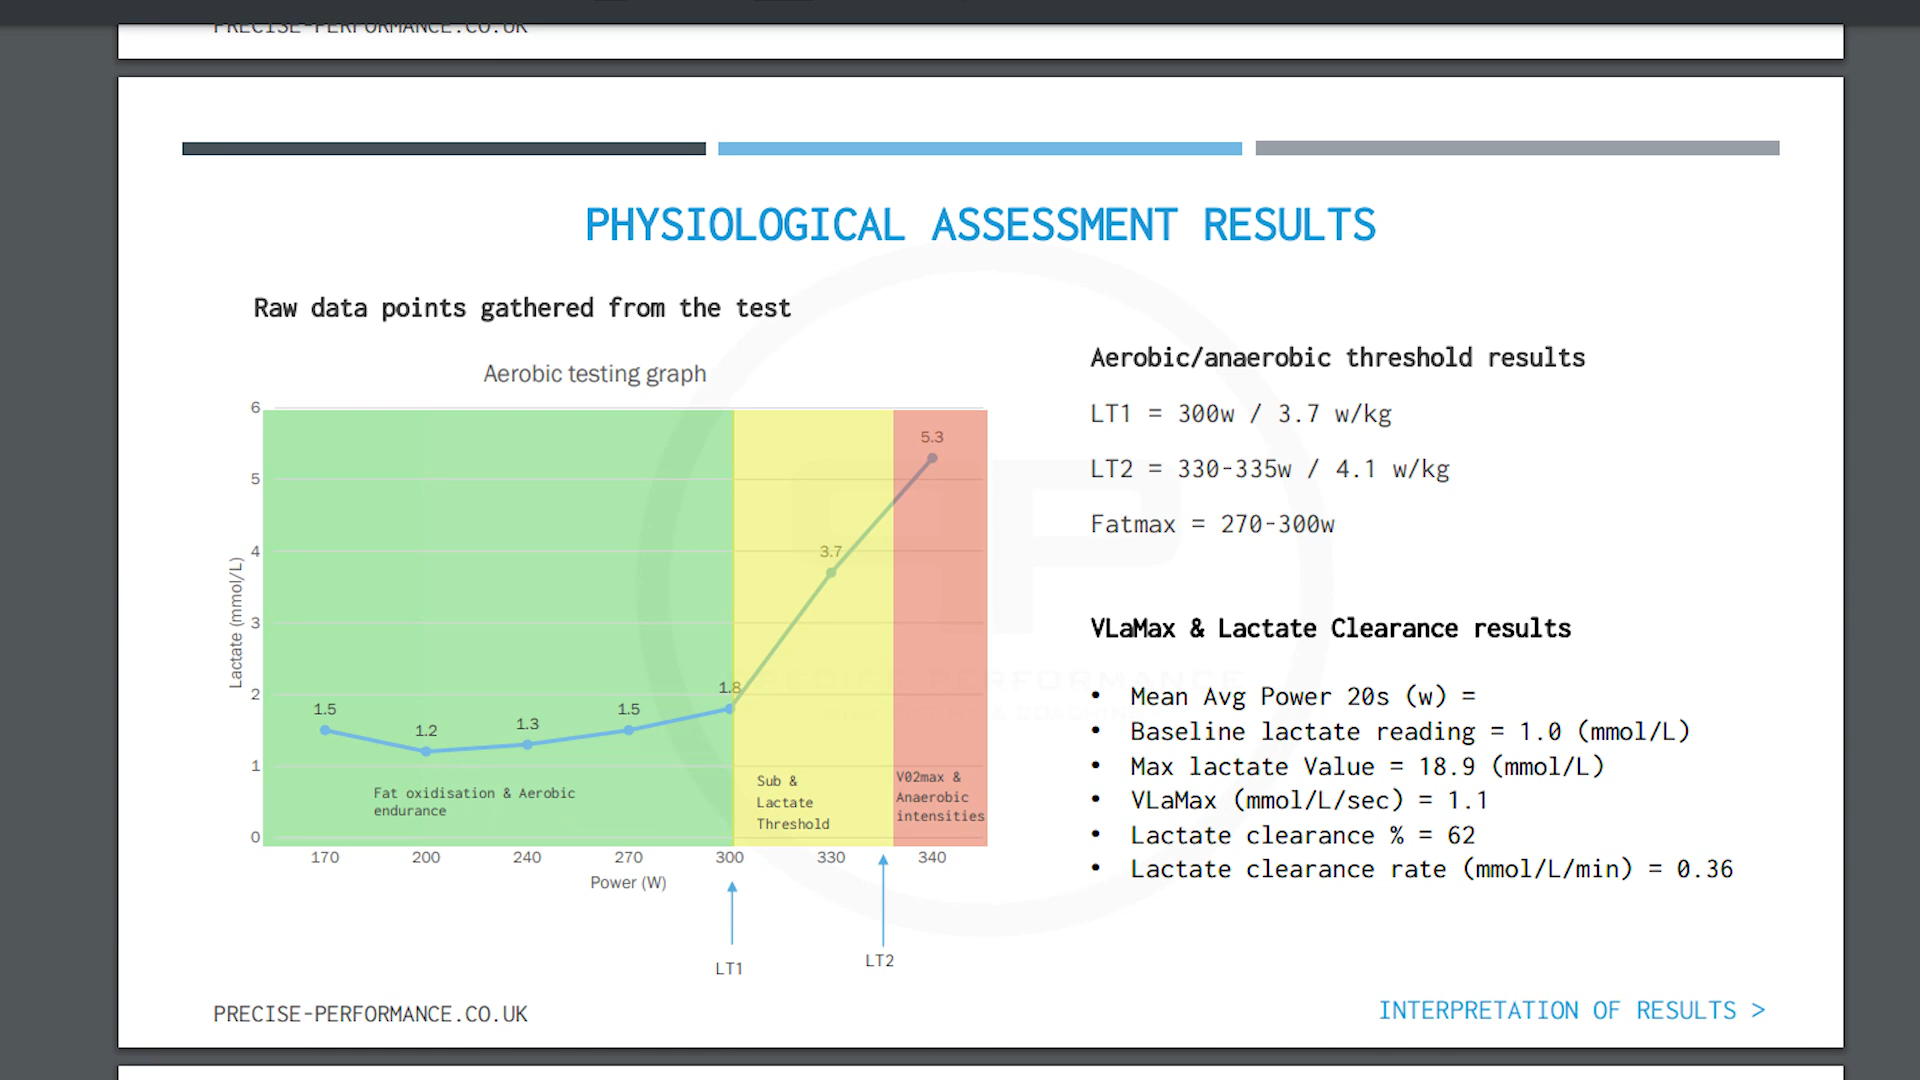 PRECISE-PERFORMANCE.CO.UK
PHYSIOLOGICAL ASSESSMENT RESULTS
Raw data points gathered from the test
Aerobic testing graph
6
5
4
3
2
1
0
Lactate (mmol/L)
1.5
1.2
1.3
1.5
1.8
3.7
5.3
Fat oxidisation & Aerobic
endurance
Sub &
Lactate
Threshold
V02max &
Anaerobic
intensities
170
200
240
270
300
330
340
Power (W)
LT1
LT2
Aerobic/anaerobic threshold results
LT1 = 300w / 3.7 w/kg
LT2 = 330-335w / 4.1 w/kg
Fatmax = 270-300w
VLaMax & Lactate Clearance results
• Mean Avg Power 20s (w) =
• Baseline lactate reading = 1.0 (mmol/L)
• Max lactate Value = 18.9 (mmol/L)
• VLaMax (mmol/L/sec) = 1.1
• Lactate clearance % = 62
• Lactate clearance rate (mmol/L/min) = 0.36
PRECISE-PERFORMANCE.CO.UK
INTERPRETATION OF RESULTS >